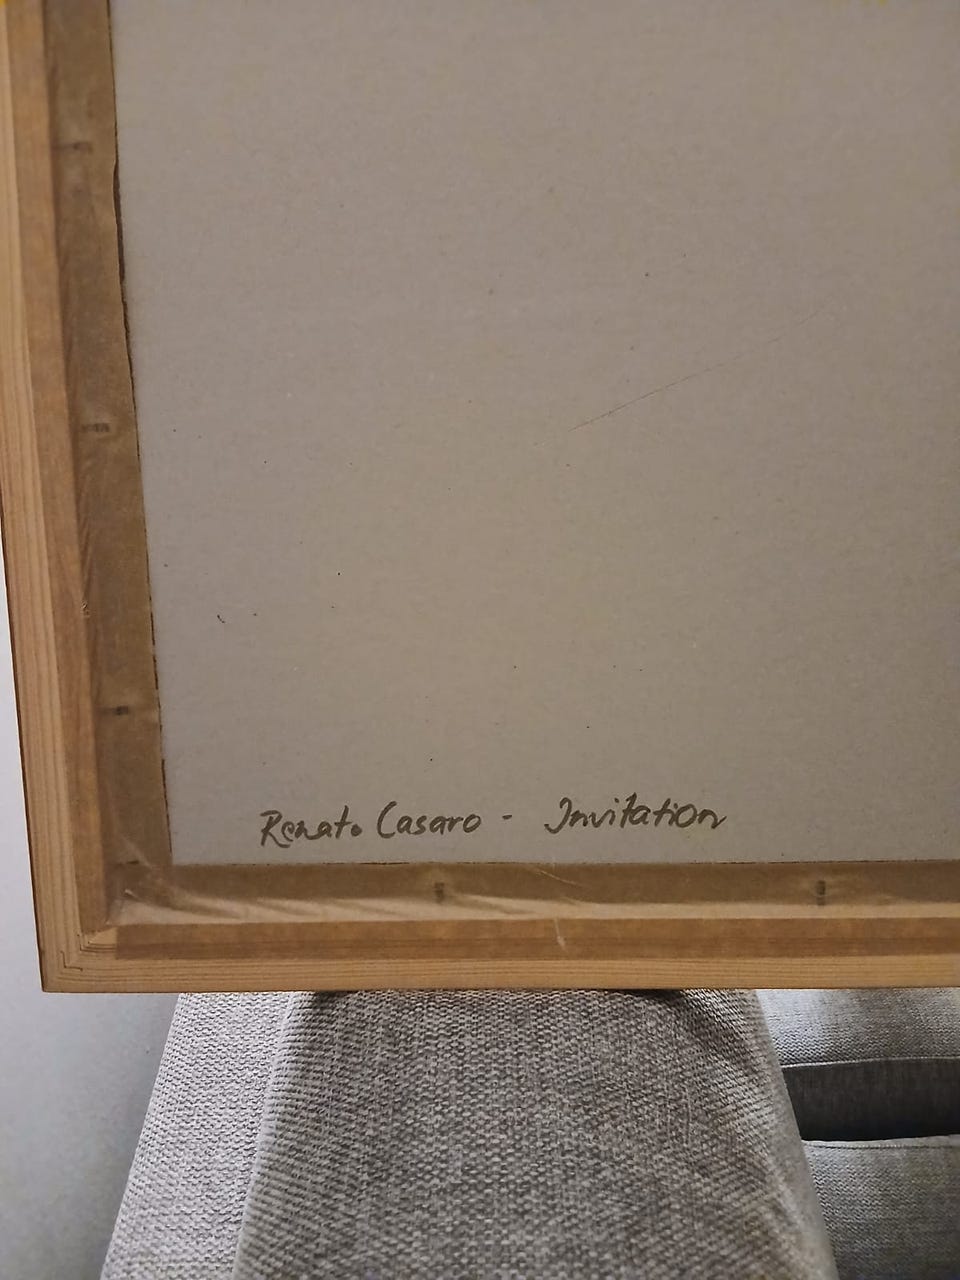 Renato Casaro - Invitation